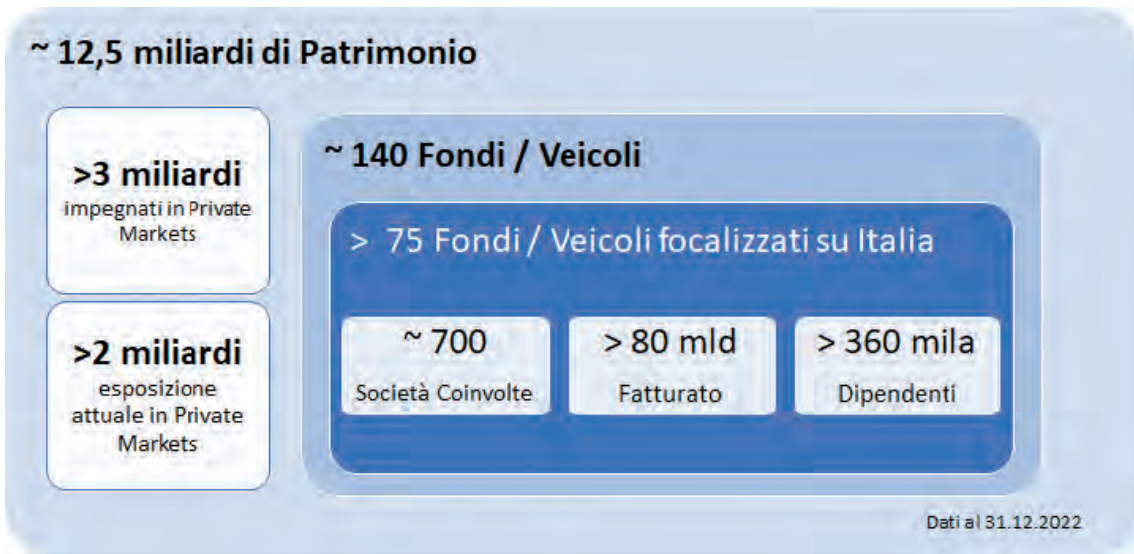 ~ 12,5 miliardi di Patrimonio
>3 miliardi
impegnati in Private
Markets
>2 miliardi
esposizione
attuale in Private
Markets
~ 140 Fondi / Veicoli
> 75 Fondi / Veicoli focalizzati su Italia
~ 700
Società Coinvolte
> 80 mld
Fatturato
> 360 mila
Dipendenti
Dati al 31.12.2022